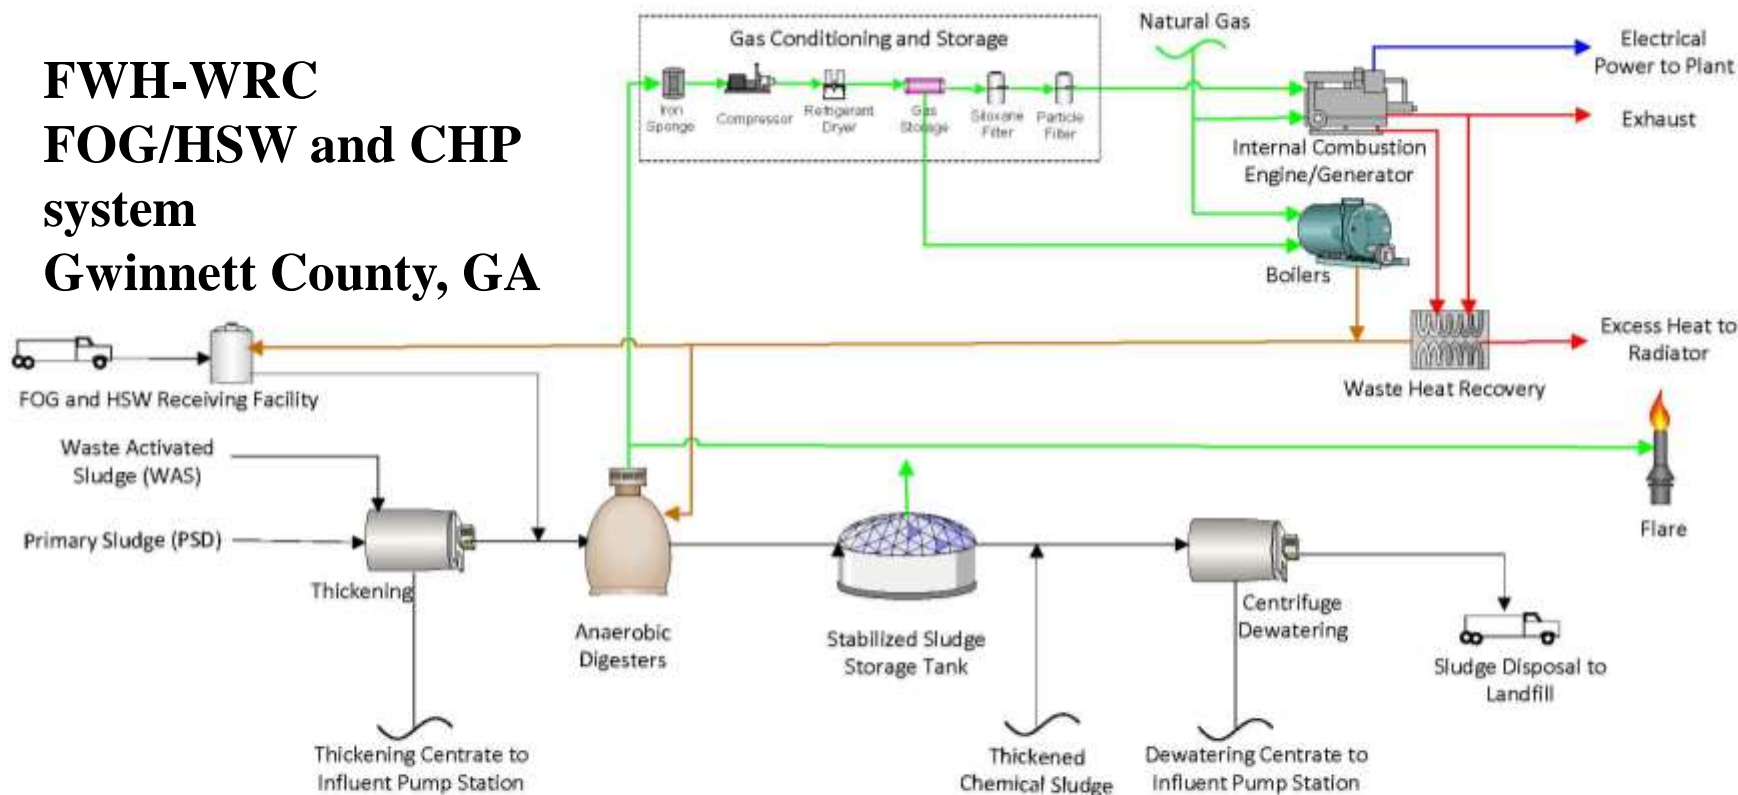 FWH-WRC
FOG/HSW and CHP
system
Gwinnett County, GA
Gas Conditioning and Storage
Iron
Sponge
Compressor
Refrigerant
Dryer
Gas
Storage
Siloxane
Filter
Particle
Filter
Natural Gas
Electrical
Power to Plant
Exhaust
Internal Combustion
Engine/Generator
Boilers
Excess Heat to
Radiator
Waste Heat Recovery
FOG and HSW Receiving Facility
Waste Activated
Sludge (WAS)
Primary Sludge (PSD)
Thickening
Anaerobic
Digesters
Stabilized Sludge
Storage Tank
Centrifuge
Dewatering
Flare
Sludge Disposal to
Landfill
Thickening Centrate to
Influent Pump Station
Thickened
Chemical Sludge
Dewatering Centrate to
Influent Pump Station